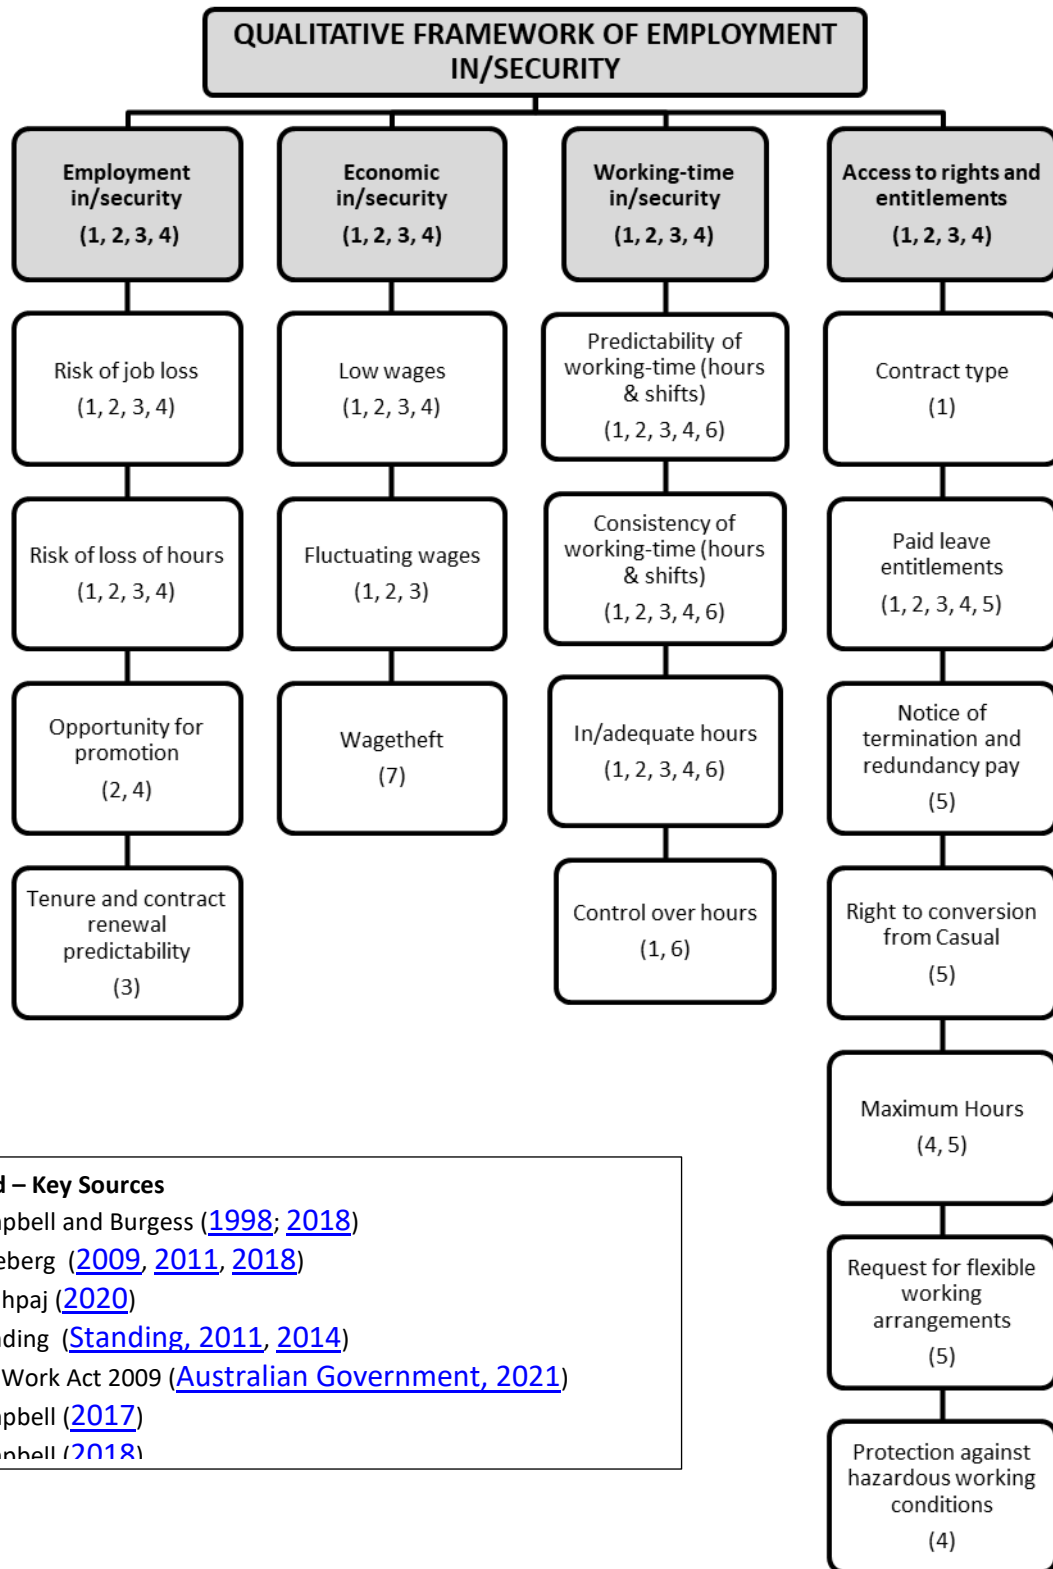 QUALITATIVE FRAMEWORK OF EMPLOYMENT
IN/SECURITY
Employment
in/security
(1, 2, 3, 4)
Risk of job loss
(1, 2, 3, 4)
Risk of loss of hours
(1, 2, 3, 4)
Opportunity for
promotion
(2, 4)
Tenure and contract
renewal
predictability
(3)
Economic
in/security
(1, 2, 3, 4)
Low wages
(1, 2, 3, 4)
Fluctuating wages
(1, 2, 3)
Wagetheft
(7)
Working-time
in/security
(1, 2, 3, 4)
Predictability of
working-time (hours
& shifts)
(1, 2, 3, 4, 6)
Consistency of
working-time (hours
& shifts)
(1, 2, 3, 4, 6)
In/adequate hours
(1, 2, 3, 4, 6)
Control over hours
(1, 6)
Access to rights and
entitlements
(1, 2, 3, 4)
Contract type
(1)
Paid leave
entitlements
(1, 2, 3, 4, 5)
Notice of
termination and
redundancy pay
(5)
Right to conversion
from Casual
(5)
Maximum Hours
(4, 5)
Request for flexible
working
arrangements
(5)
Protection against
hazardous working
conditions
(4)
d – Key Sources
npbell and Burgess (1998; 2018)
leberg (2009, 2011, 2018)
hpaj (2020)
nding (Standing, 2011, 2014)
Work Act 2009 (Australian Government, 2021)
npbell (2017)
npbell (2018)